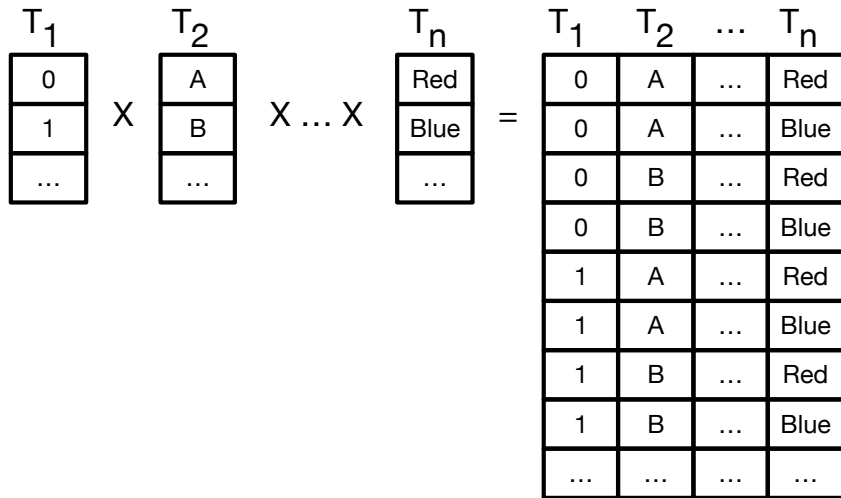 T1 T2 Tn T1 T2 ... Tn
0 A Red 0 A ... Red
1 X B X ... X Blue = 0 A ... Blue
... ... ... 0 B ... Red
0 B ... Blue
1 A ... Red
1 A ... Blue
1 B ... Red
1 B ... Blue
... ... ... ...